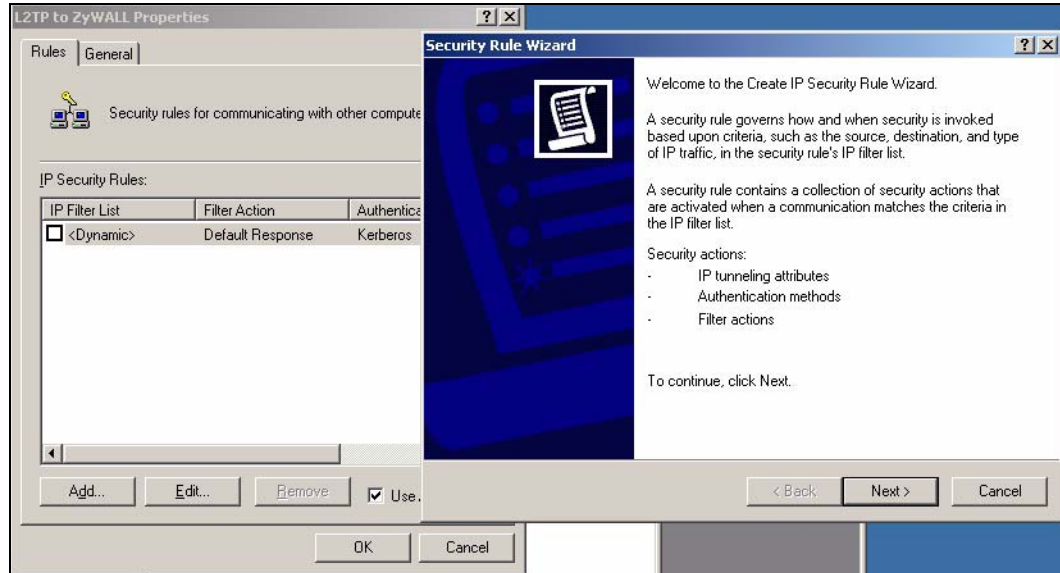 L2TP to ZyWALL Properties
Rules
General
Security rules for communicating with other compute
IP Security Rules:
IP Filter List
Filter Action
Authentica
<Dynamic>
Default Response
Kerberos
Add...
Edit...
Remove
Use
OK
Cancel
Security Rule Wizard
Welcome to the Create IP Security Rule Wizard.
A security rule governs how and when security is invoked
based upon criteria, such as the source, destination, and type
of IP traffic, in the security rule's IP filter list.
A security rule contains a collection of security actions that
are activated when a communication matches the criteria in
the IP filter list.
Security actions:
- IP tunneling attributes
- Authentication methods
- Filter actions
To continue, click Next.
< Back
Next >
Cancel